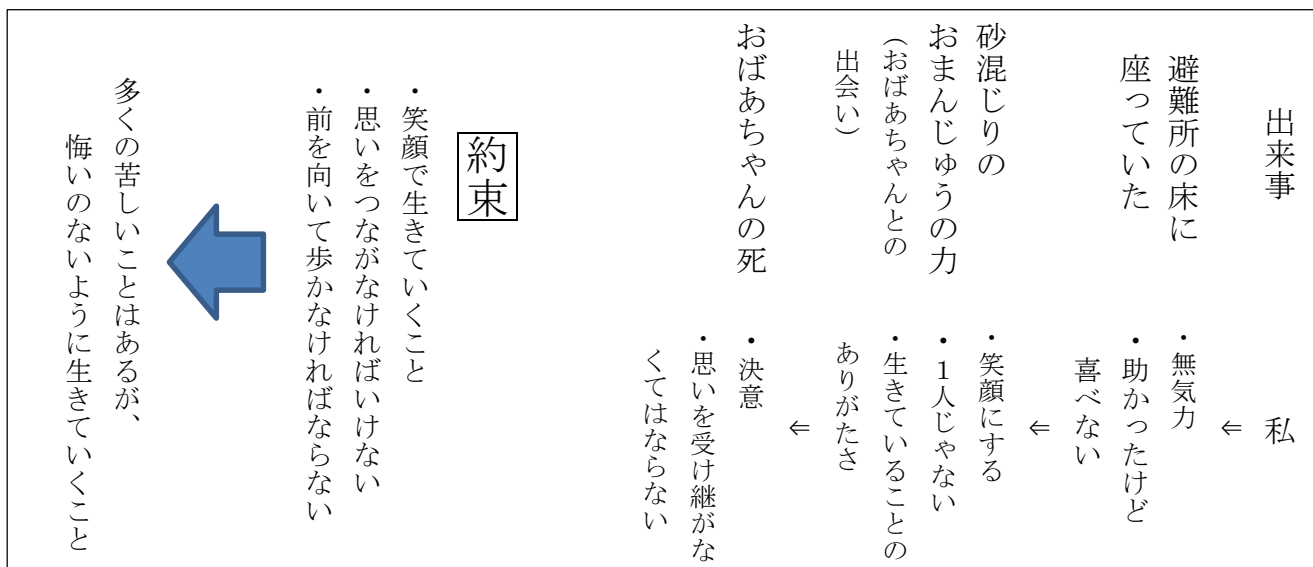 出来事
避難所の床に
座っていた
砂混じりの
おまんじゅうの力
(おばあちゃんとの
出会い)
おばあちゃんの死
私
⇐
・無気力
・助かったけど
喜べない
⇐
・笑顔にする
・1人じゃない
・生きていることの
ありがたさ
⇐
・決意
・思いを受け継がな
くてはならない
約束
・笑顔で生きていくこと
・思いをつながなければいけない
・前を向いて歩かなければならない
多くの苦しいことはあるが、
悔いのないように生きていくこと